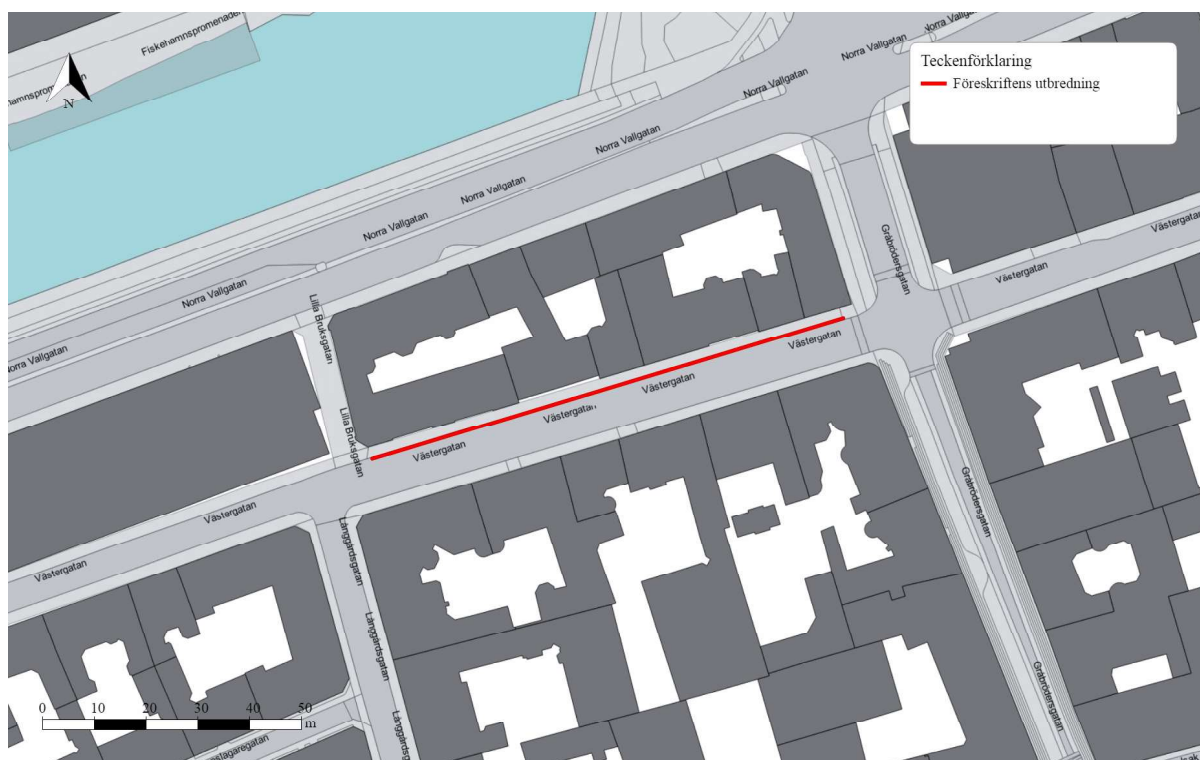 Fiskehamnspromenaden
Norra Vallgatan
Norra Vallgatan
Teckenförklaring
Föreskriftens utbredning
N
Norra Vallgatan
Norra Vallgatan
Norra Vallgatan
Norra Vallgatan
Norra Vallgatan
Gråbrödersgatan
Västergatan
Norra Vallgatan
Lilla Bruksgatan
Västergatan
Västergatan
Västergatan
Lilla Bruksgatan
Västergatan
Västergatan
Västergatan
Långgårdsgatan
Gråbrödersgatan
Långgårdsgatan
Gråbrödersgatan
0 10 20 30 40 50
m